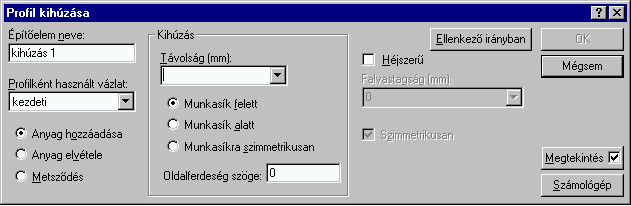 Profil kihúzása
Építőelem neve:
kihúzás 1
Profilként használt vázlat:
kezdeti
Anyag hozzáadása
Anyag elvétele
Metsződés
Kihúzás
Távolság (mm):
Munkasík felett
Munkasík alatt
Munkasíkra szimmetrikusan
Oldalferdeség szöge:
0
Ellenkező irányban
Héjszerű
Falvastagság (mm):
0
Szimmetrikusan
OK
Mégsem
Megtekintés
Számológép